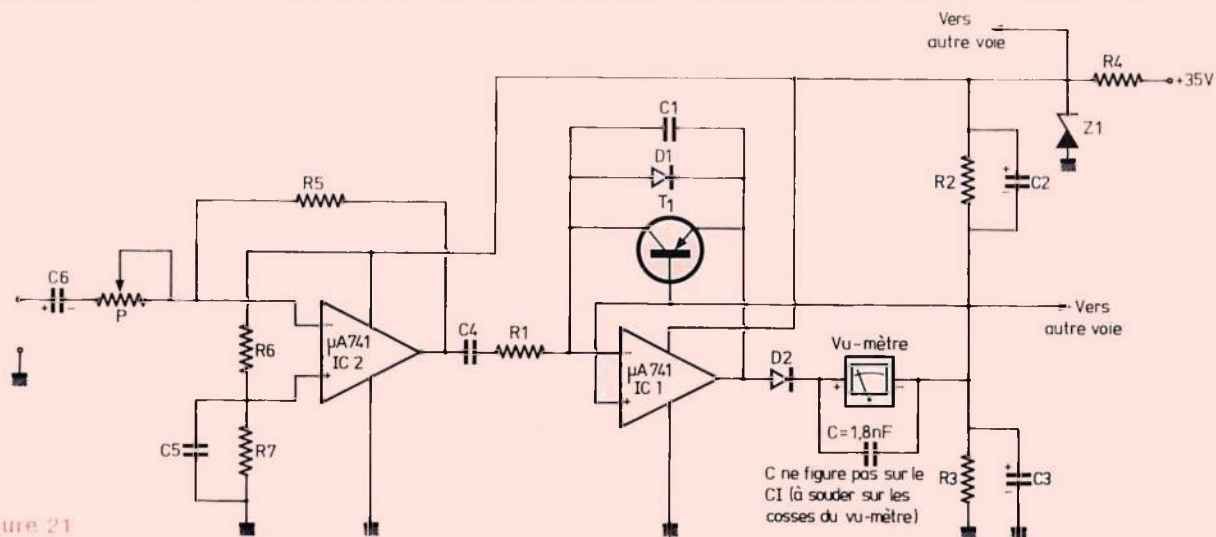 Vers
autre voie
R4
+35V
Z1
C1
D1
T1
R2
+
C2
-
R5
C6
+
-
P
R6
-
µA741
IC 2
+
C4
R1
-
µA741
IC 1
+
Vers
autre voie
D2
Vu-mètre
+
-
C=1,8nF
C ne figure pas sur le
CI (à souder sur les
cosses du vu-mètre)
C5
R7
R3
+
C3
-
ure 21